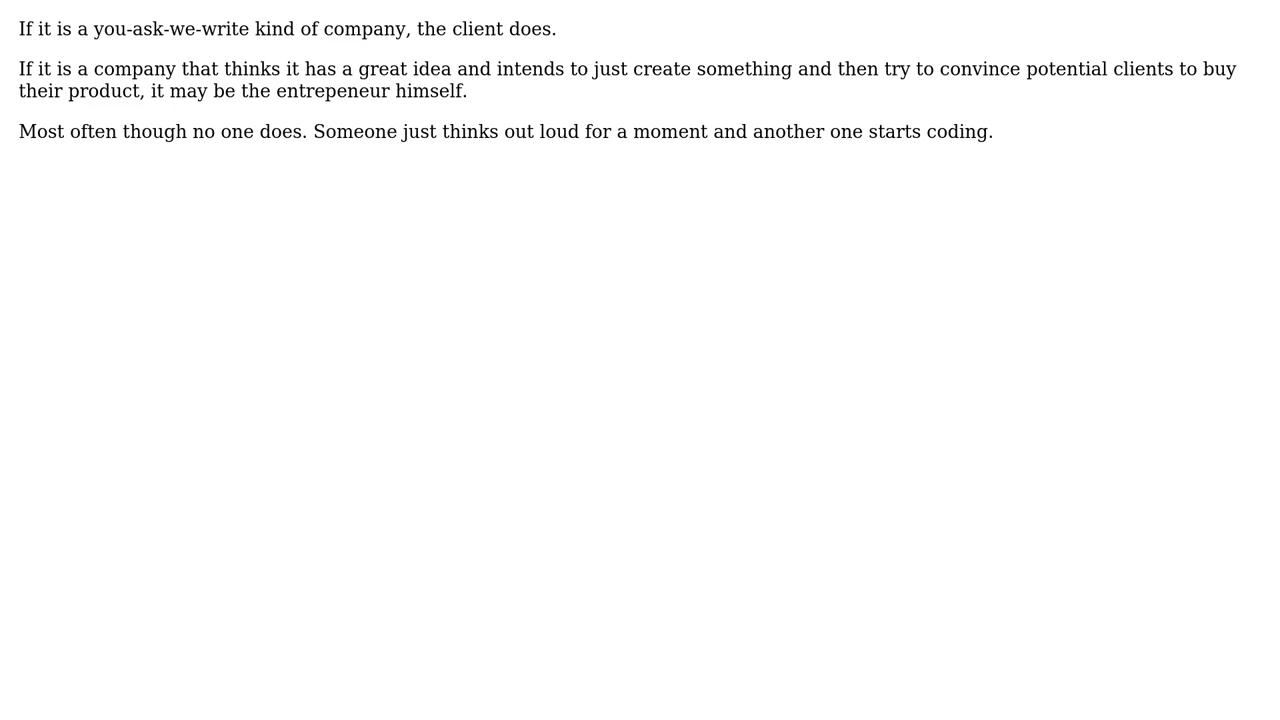 If it is a you-ask-we-write kind of company, the client does.
If it is a company that thinks it has a great idea and intends to just create something and then try to convince potential clients to buy
their product, it may be the entrepeneur himself.
Most often though no one does. Someone just thinks out loud for a moment and another one starts coding.